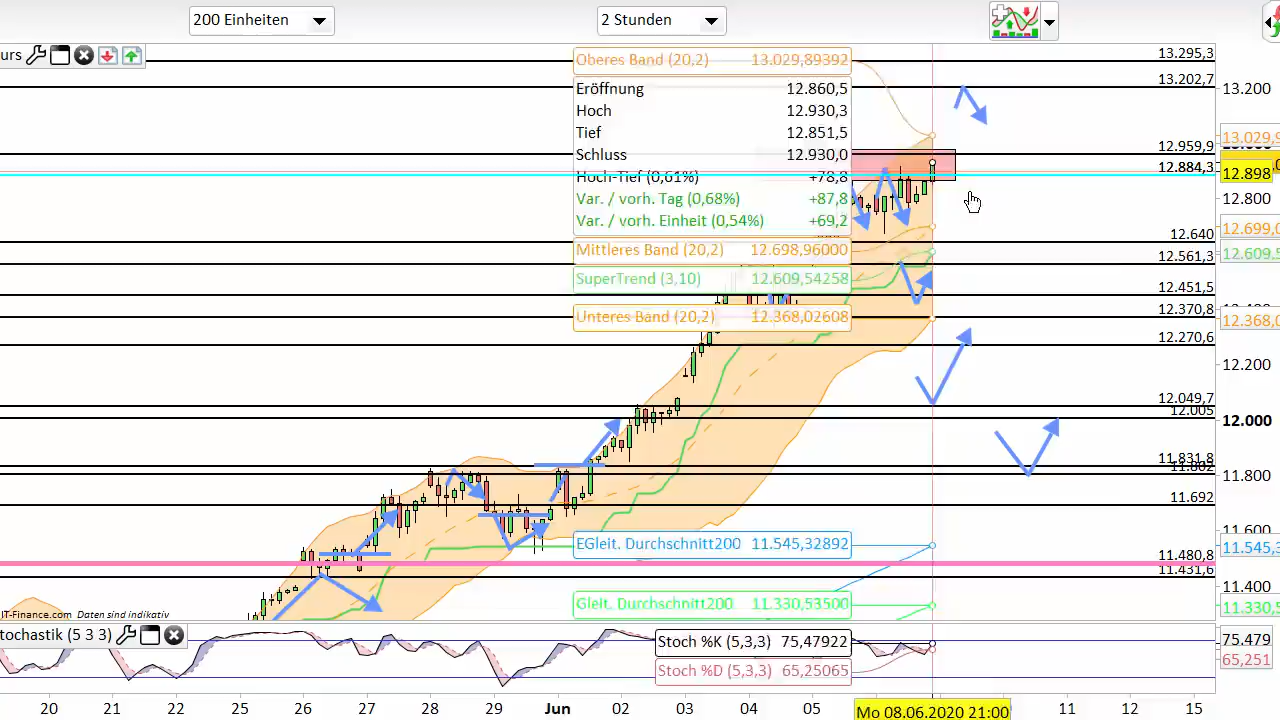 200 Einheiten
2 Stunden
urs
Oberes Band (20,2) 13.029,89392
Eröffnung 12.860,5
Hoch 12.930,3
Tief 12.851,5
Schluss 12.930,0
Hoch-Tief (0,61%) +78,8
Var. / vorh. Tag (0,68%) +87,8
Var. / vorh. Einheit (0,54%) +69,2
Mittleres Band (20,2) 12.698,96000
SuperTrend (3,10) 12.609,54258
Unteres Band (20,2) 12.368,02608
EGleit. Durchschnitt200 11.545,32892
Gleit. Durchschnitt200 11.330,53500
13.295,3
13.202,7
12.959,9
12.884,3
12.640
12.561,3
12.451,5
12.370,8
12.270,6
12.049,7
12.005
11.831,8
11.802
11.692
11.480,8
11.431,6
13.200
13.029,9
12.898
12.800
12.699,0
12.609,5
12.368,0
12.200
12.000
11.800
11.600
11.545,3
11.400
11.330,5
IT-Finance.com Daten sind indikativ
tochastik (5 3 3)
Stoch %K (5,3,3) 75,47922
Stoch %D (5,3,3) 65,25065
75,479
65,251
20 21 22 25 26 27 28 29 Jun 02 03 04 05 Mo 08.06.2020 21:00 11 12 15